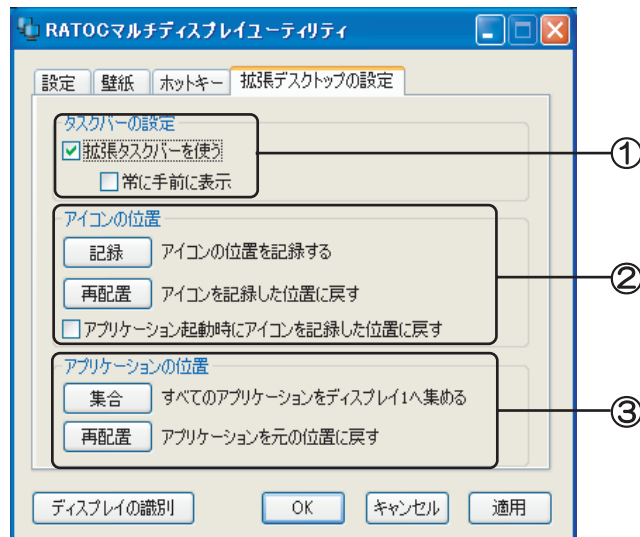 RATOCマルチディスプレイユーティリティ
設定 壁紙 ホットキー 拡張デスクトップの設定
タスクバーの設定
拡張タスクバーを使う
①
常に手前に表示
アイコンの位置
記録 アイコンの位置を記録する
②
再配置 アイコンを記録した位置に戻す
アプリケーション起動時にアイコンを記録した位置に戻す
アプリケーションの位置
集合 すべてのアプリケーションをディスプレイ1へ集める
③
再配置 アプリケーションを元の位置に戻す
ディスプレイの識別 OK キャンセル 適用